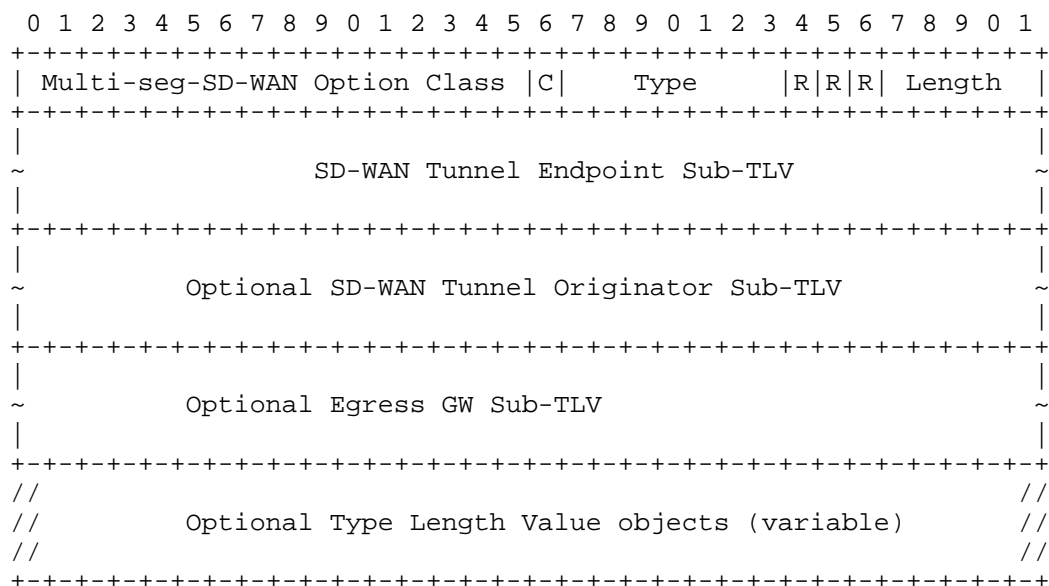 0 1 2 3 4 5 6 7 8 9 0 1 2 3 4 5 6 7 8 9 0 1 2 3 4 5 6 7 8 9 0 1
+-+-+-+-+-+-+-+-+-+-+-+-+-+-+-+-+-+-+-+-+-+-+-+-+-+-+-+-+-+-+-+-+
| Multi-seg-SD-WAN Option Class |C|    Type     |R|R|R| Length  |
+-+-+-+-+-+-+-+-+-+-+-+-+-+-+-+-+-+-+-+-+-+-+-+-+-+-+-+-+-+-+-+-+
|                                                               |
~                  SD-WAN Tunnel Endpoint Sub-TLV               ~
|                                                               |
+-+-+-+-+-+-+-+-+-+-+-+-+-+-+-+-+-+-+-+-+-+-+-+-+-+-+-+-+-+-+-+-+
|                                                               |
~          Optional SD-WAN Tunnel Originator Sub-TLV            ~
|                                                               |
+-+-+-+-+-+-+-+-+-+-+-+-+-+-+-+-+-+-+-+-+-+-+-+-+-+-+-+-+-+-+-+-+
|                                                               |
~          Optional Egress GW Sub-TLV                           ~
|                                                               |
+-+-+-+-+-+-+-+-+-+-+-+-+-+-+-+-+-+-+-+-+-+-+-+-+-+-+-+-+-+-+-+-+
//                                                             //
//         Optional Type Length Value objects (variable)       //
//                                                             //
+-+-+-+-+-+-+-+-+-+-+-+-+-+-+-+-+-+-+-+-+-+-+-+-+-+-+-+-+-+-+-+-+